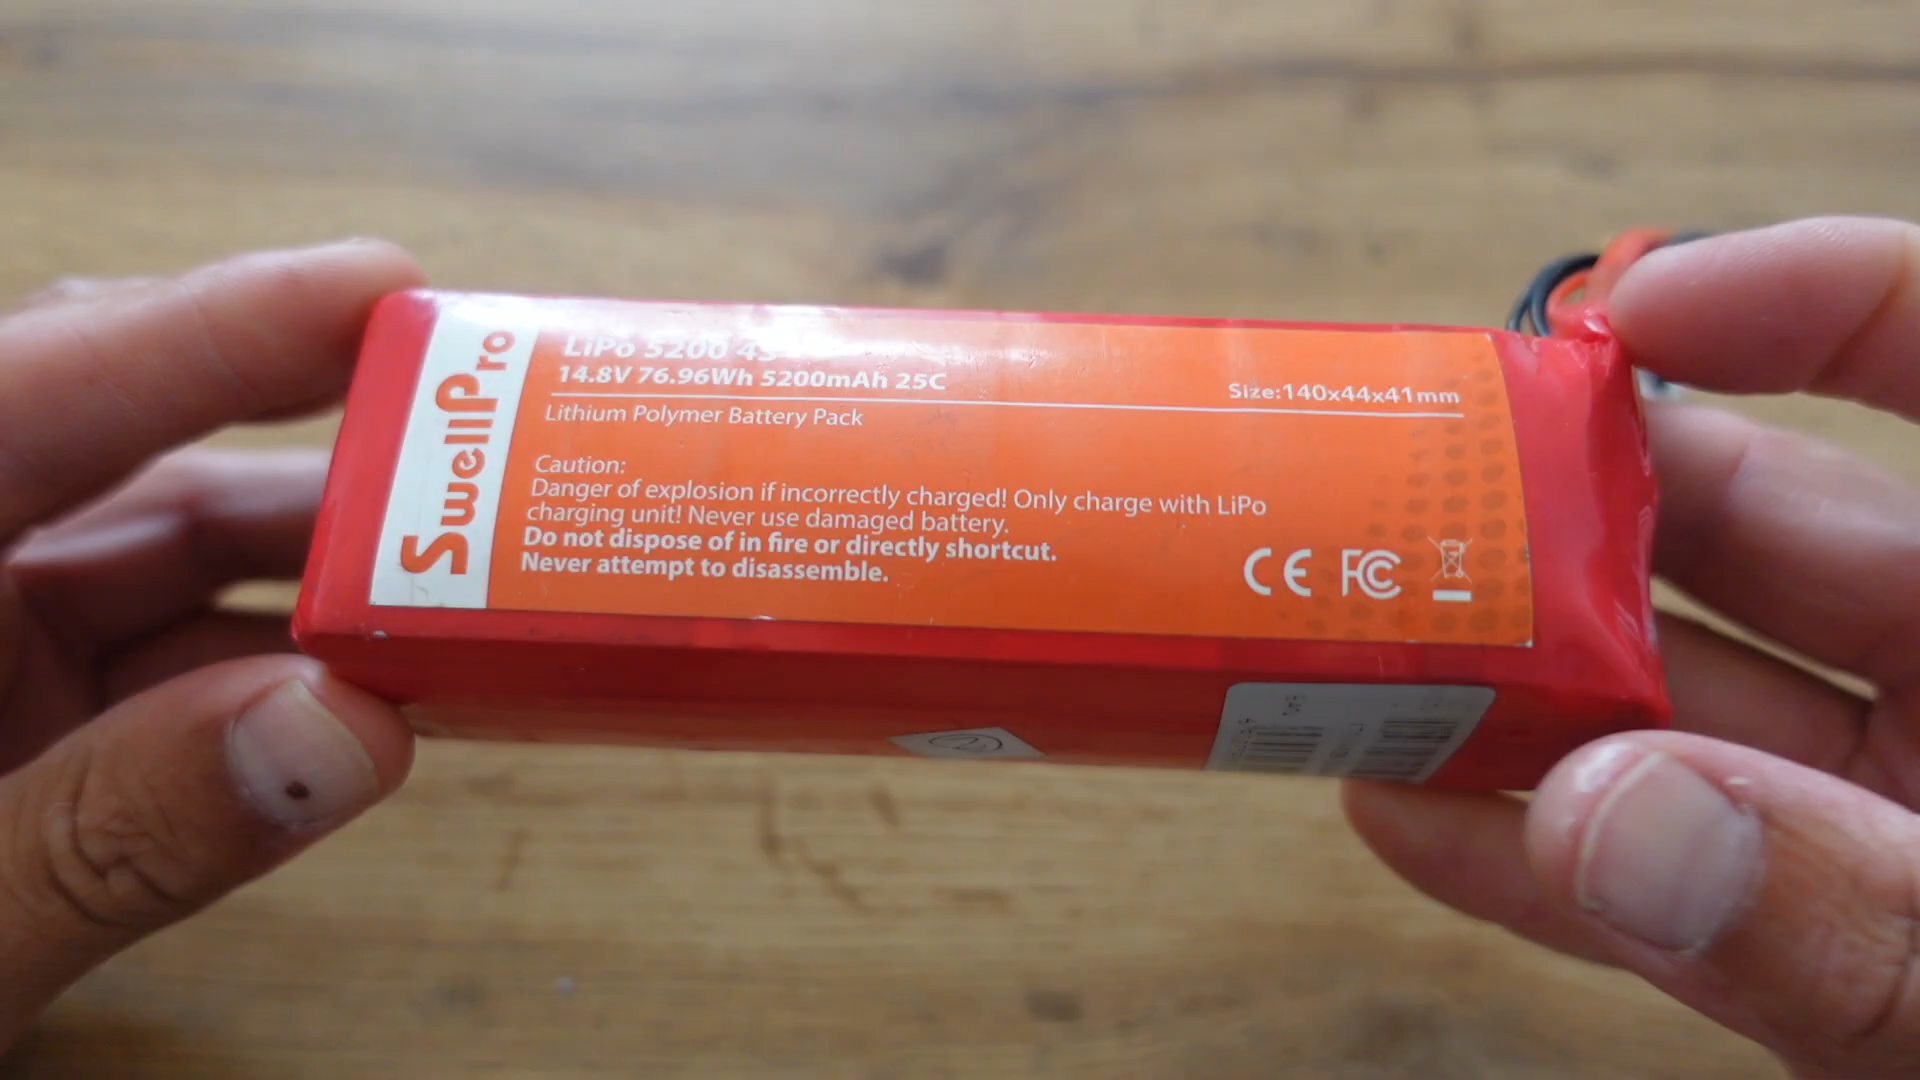 SwellPro
LiPo 5200 4S
14.8V 76.96Wh 5200mAh 25C
Size:140x44x41mm
Lithium Polymer Battery Pack
Caution:
Danger of explosion if incorrectly charged! Only charge with LiPo
charging unit! Never use damaged battery.
Do not dispose of in fire or directly shortcut.
Never attempt to disassemble.
CE FC